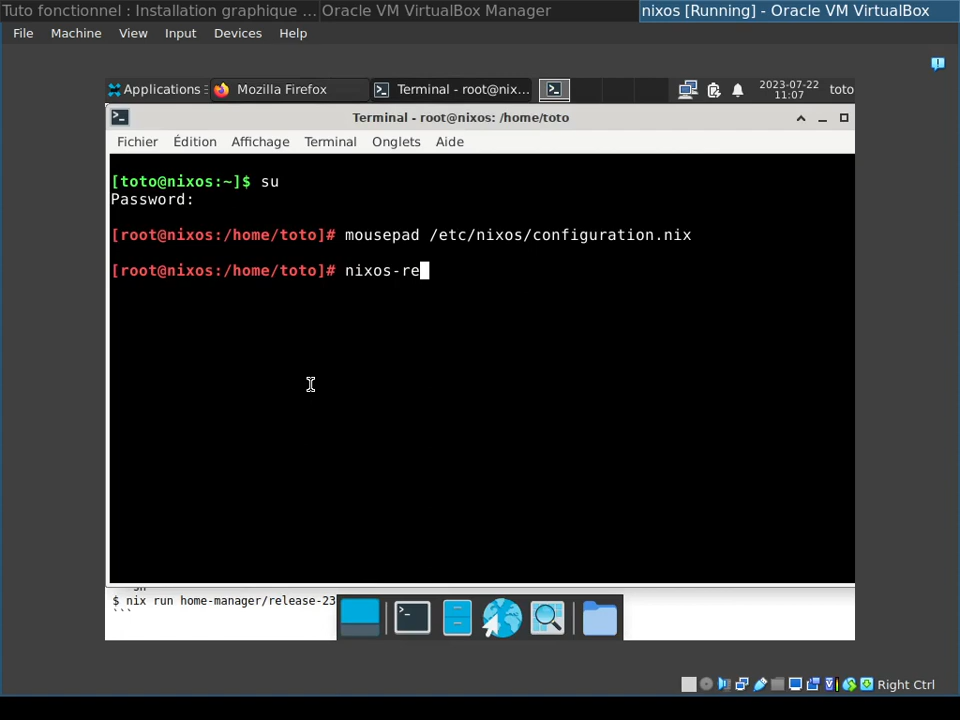 Tuto fonctionnel : Installation graphique ... Oracle VM VirtualBox Manager nixos [Running] - Oracle VM VirtualBox
File Machine View Input Devices Help
Applications Mozilla Firefox Terminal - root@nix... 2023-07-22 toto
11:07
Terminal - root@nixos: /home/toto
Fichier Édition Affichage Terminal Onglets Aide
[toto@nixos:~]$ su
Password:
[root@nixos:/home/toto]# mousepad /etc/nixos/configuration.nix
[root@nixos:/home/toto]# nixos-re
$ nix run home-manager/release-23
```
Right Ctrl